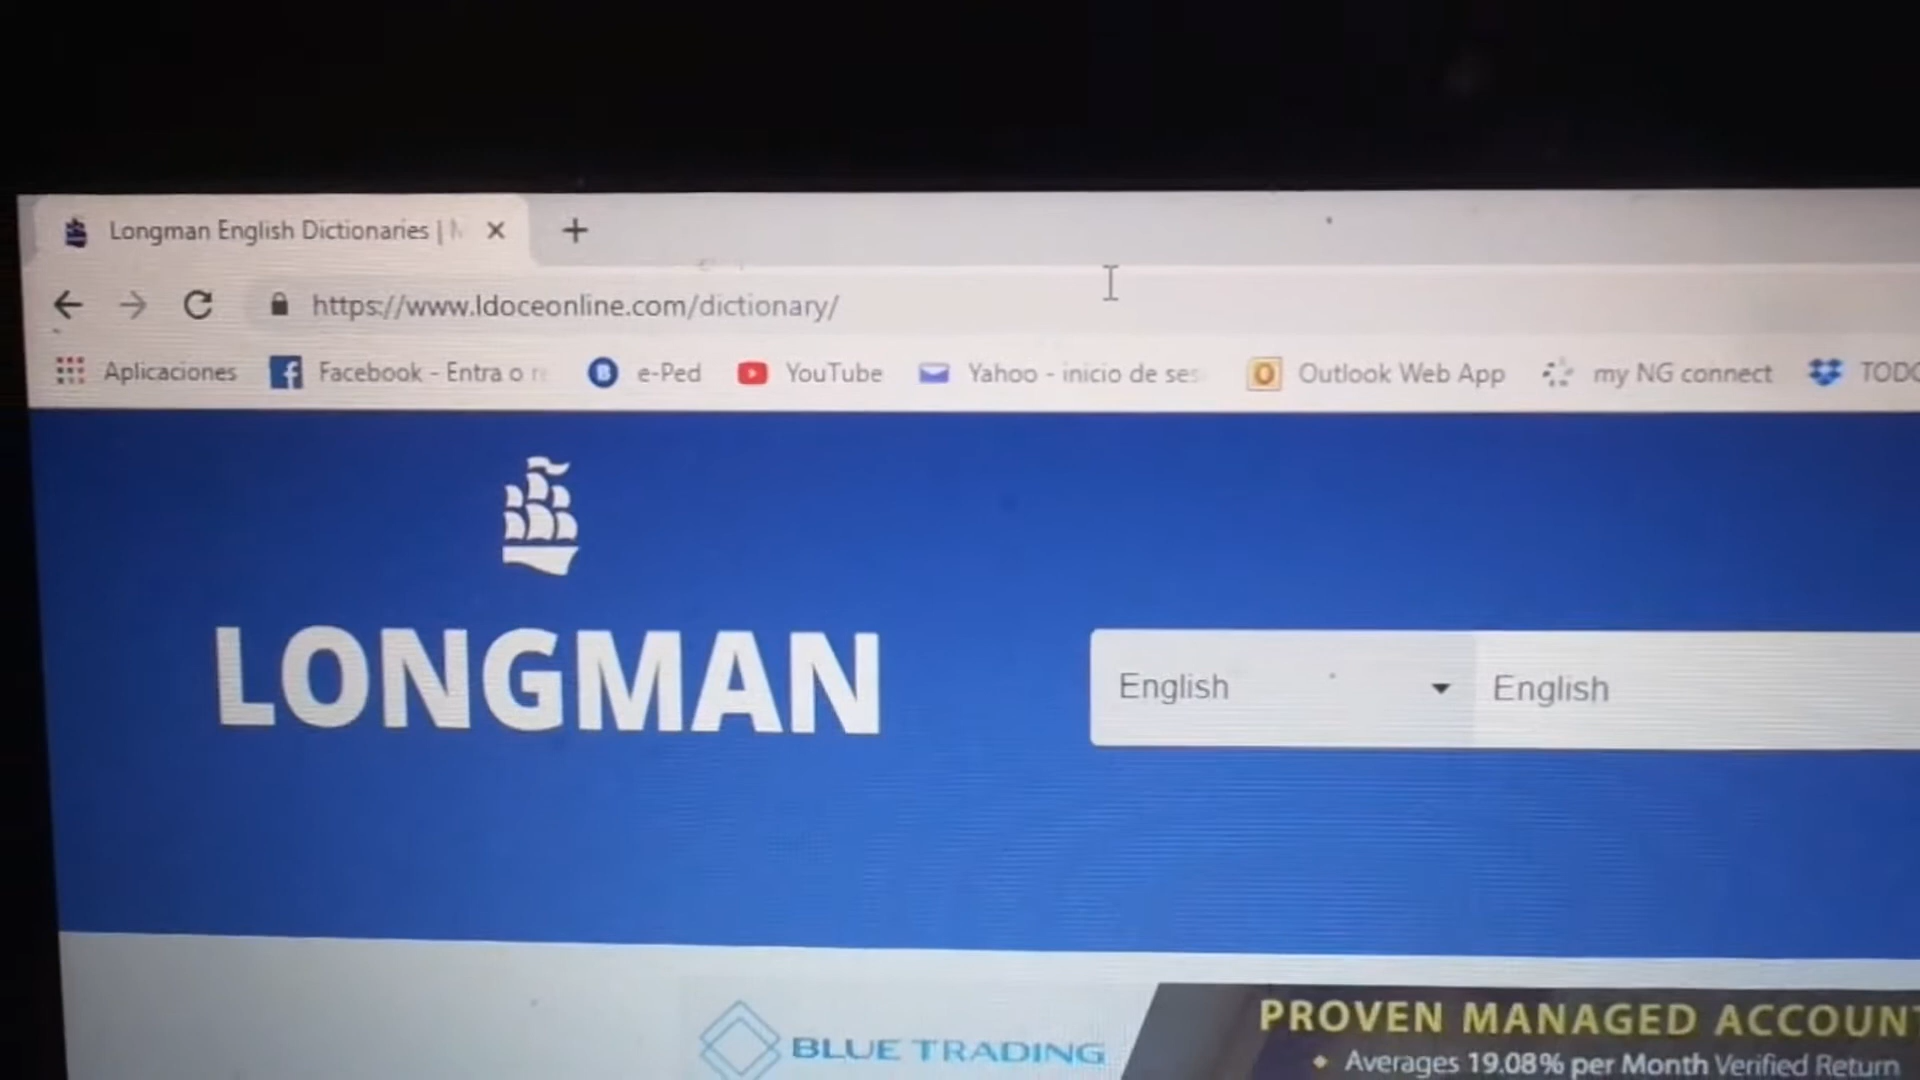 Longman English Dictionaries |
https://www.ldoceonline.com/dictionary/
Aplicaciones Facebook - Entra o re e-Ped YouTube Yahoo - inicio de ses Outlook Web App my NG connect TODO
LONGMAN
English English
BLUE TRADING
PROVEN MANAGED ACCOUNT
Averages 19.08% per Month Verified Return